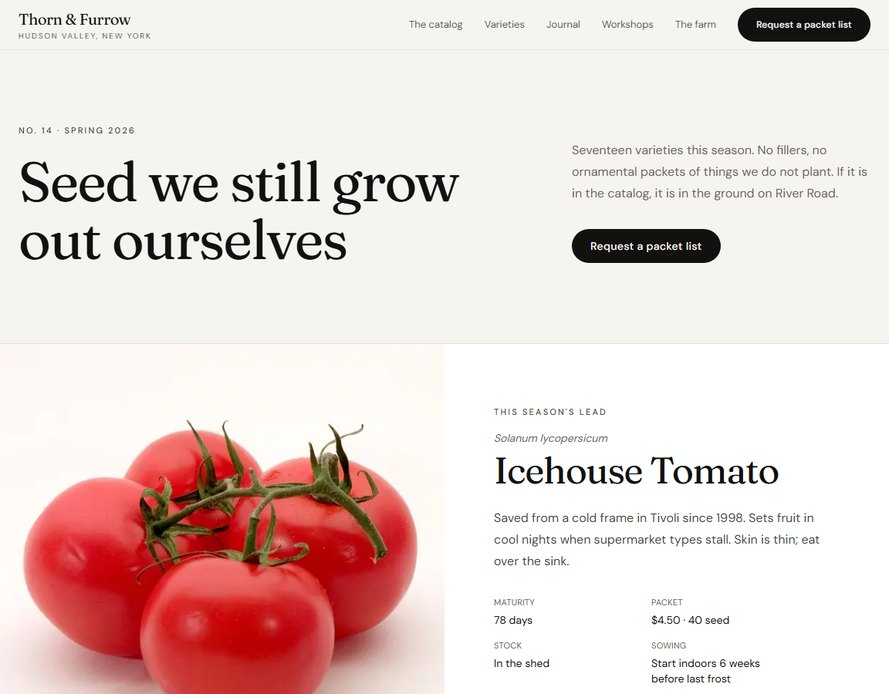 Thorn & Furrow
HUDSON VALLEY, NEW YORK
The catalog
Varieties
Journal
Workshops
The farm
Request a packet list
NO. 14 · SPRING 2026
Seed we still grow
out ourselves
Seventeen varieties this season. No fillers, no
ornamental packets of things we do not plant. If it is
in the catalog, it is in the ground on River Road.
Request a packet list
THIS SEASON'S LEAD
Solanum lycopersicum
Icehouse Tomato
Saved from a cold frame in Tivoli since 1998. Sets fruit in
cool nights when supermarket types stall. Skin is thin; eat
over the sink.
MATURITY
78 days
PACKET
$4.50 · 40 seed
STOCK
In the shed
SOWING
Start indoors 6 weeks
before last frost